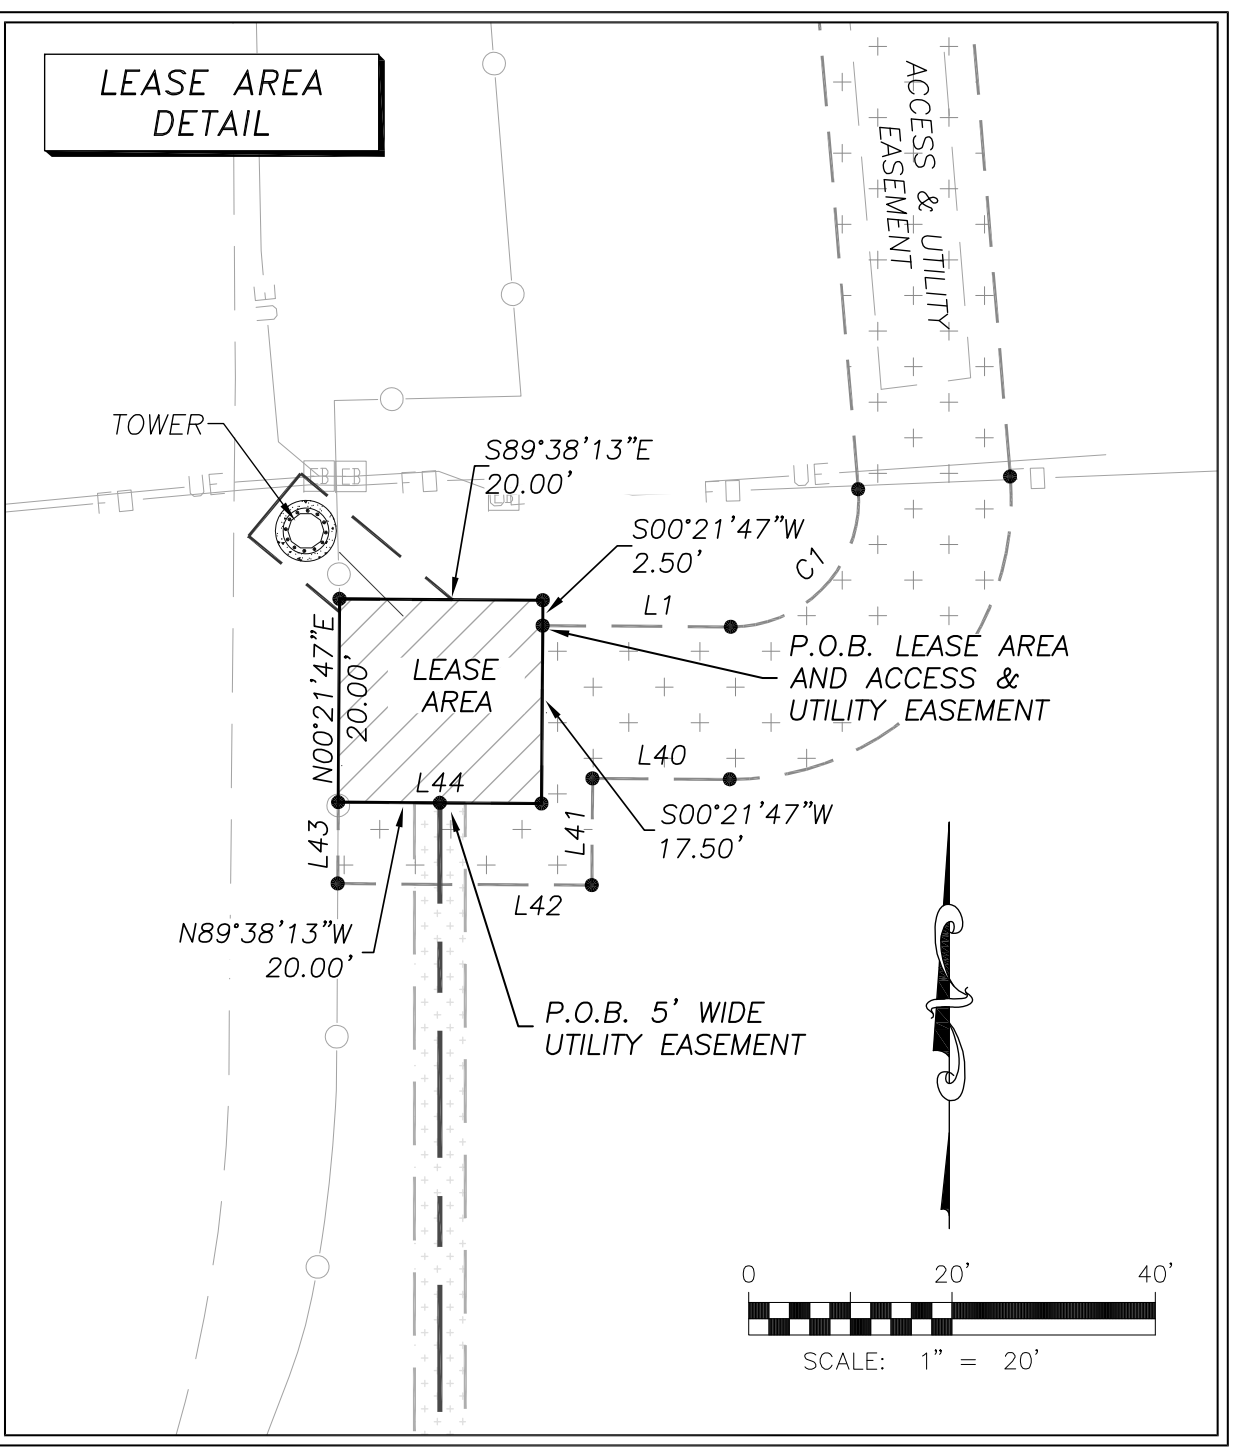 LEASE AREA
DETAIL
ACCESS & UTILITY
EASEMENT
UE
TOWER
EB
EB
S89°38'13"E
20.00'
UE
FO
FO
FO
UE
FO
S00°21'47"W
2.50'
C1
L1
P.O.B. LEASE AREA
AND ACCESS &
UTILITY EASEMENT
N00°21'47"E
20.00'
LEASE
AREA
L40
L44
S00°21'47"W
17.50'
L41
L43
L42
N89°38'13"W
20.00'
P.O.B. 5' WIDE
UTILITY EASEMENT
0
20'
40'
SCALE: 1" = 20'